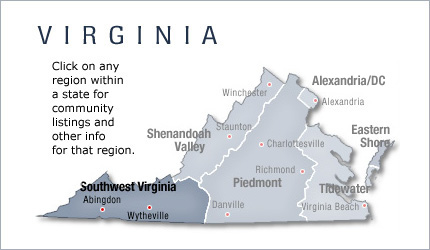 VIRGINIA
Click on any
region within
a state for
community
listings and
other info
for that region.
Winchester
Alexandria/DC
Alexandria
Shenandoah
Valley
Staunton
Charlottesville
Eastern
Shore
Richmond
Southwest Virginia
Abingdon
Wytheville
Piedmont
Danville
Tidewater
Virginia Beach